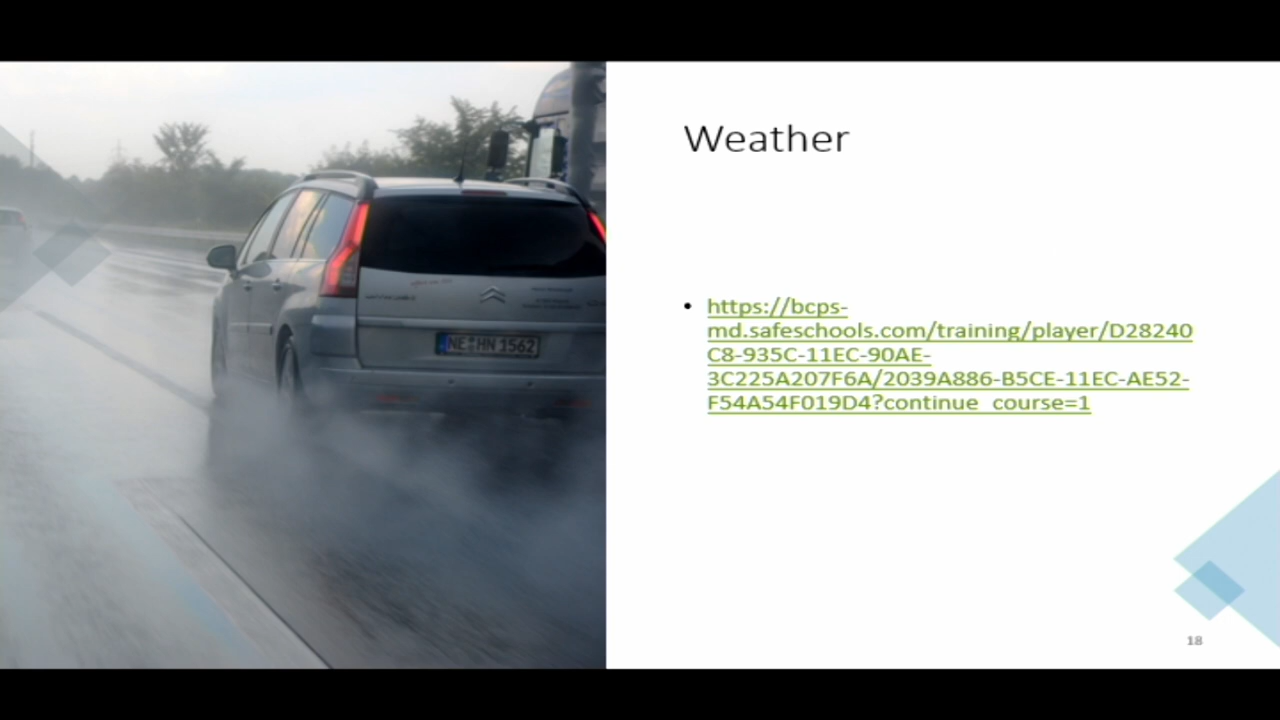 Weather
https://bcps-
md.safeschools.com/training/player/D28240
C8-935C-11EC-90AE-
3C225A207F6A/2039A886-B5CE-11EC-AE52-
F54A54F019D4?continue_course=1
NE HN 1562
18